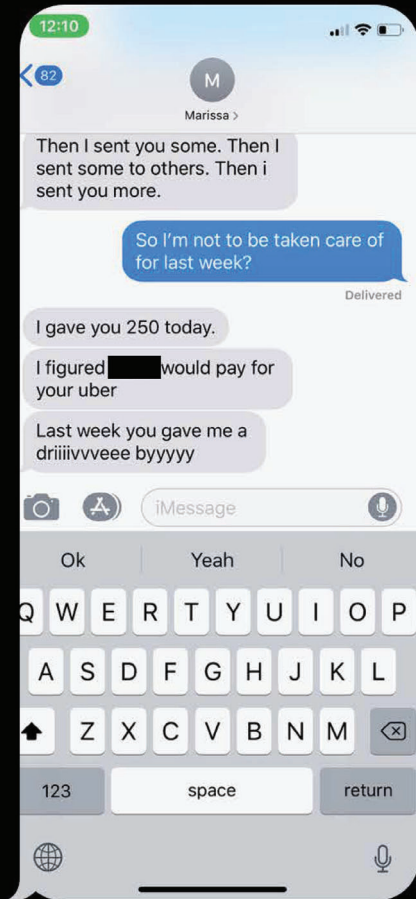 12:10
82
M
Marissa >
Then I sent you some. Then I
sent some to others. Then i
sent you more.
So I'm not to be taken care of
for last week?
Delivered
I gave you 250 today.
I figured would pay for
your uber
Last week you gave me a
driiiivvveee byyyyy
iMessage
Ok Yeah No
Q W E R T Y U I O P
A S D F G H J K L
Z X C V B N M
123 space return